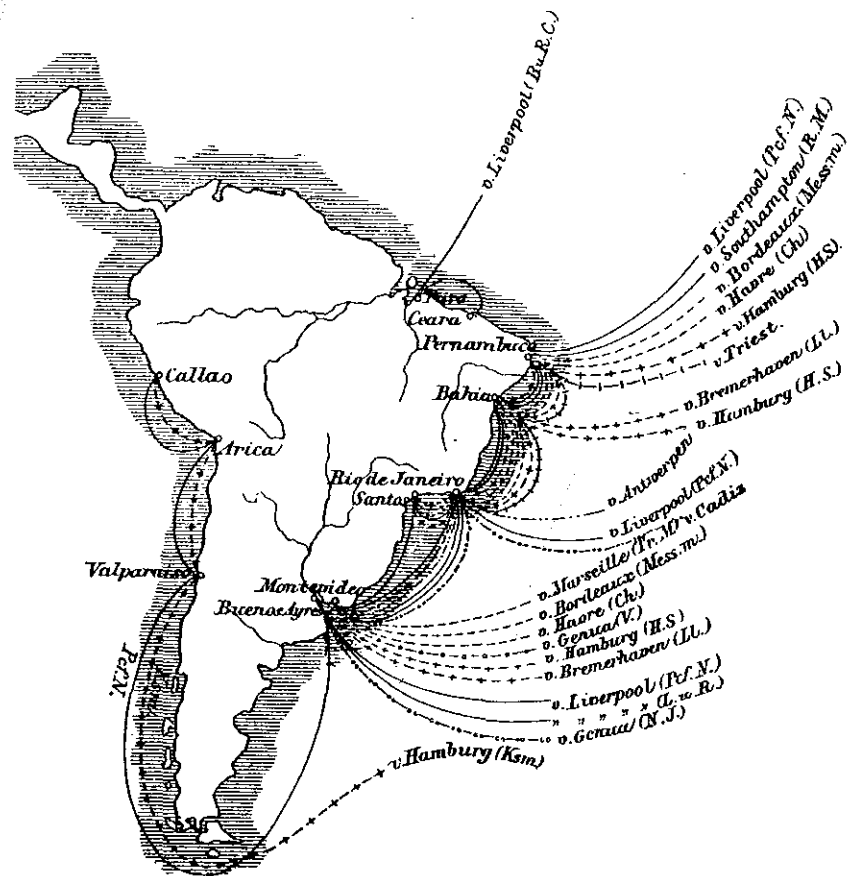 v. Liverpool (B u. R.C.)
v. Liverpool (Pcf. N.)
v. Southampton (R. M.)
v. Bordeaux (Mess. m.)
v. Havre (Ch.)
v. Hamburg (H.S.)
v. Triest.
Para
Ceara
Pernambuco
v. Bremerhaven (Ll.)
Callao
Bahia
v. Hamburg (H. S.)
Arica
v. Antwerpen
Rio de Janeiro
Santos
v. Liverpool (Pcf. N.)
v. Marseille (Tr. M.) v. Cadiz
Valparaiso
Montevideo
Buenos Ayres
v. Bordeaux (Mess. m.)
v. Havre (Ch.)
v. Genua (V.)
v. Hamburg (H. S.)
v. Bremerhaven (Ll.)
Pcf N.
v. Liverpool (Pcf. N.)
" " " " (L. u. R.)
v. Genua (N. J.)
v. Hamburg (Ksm)